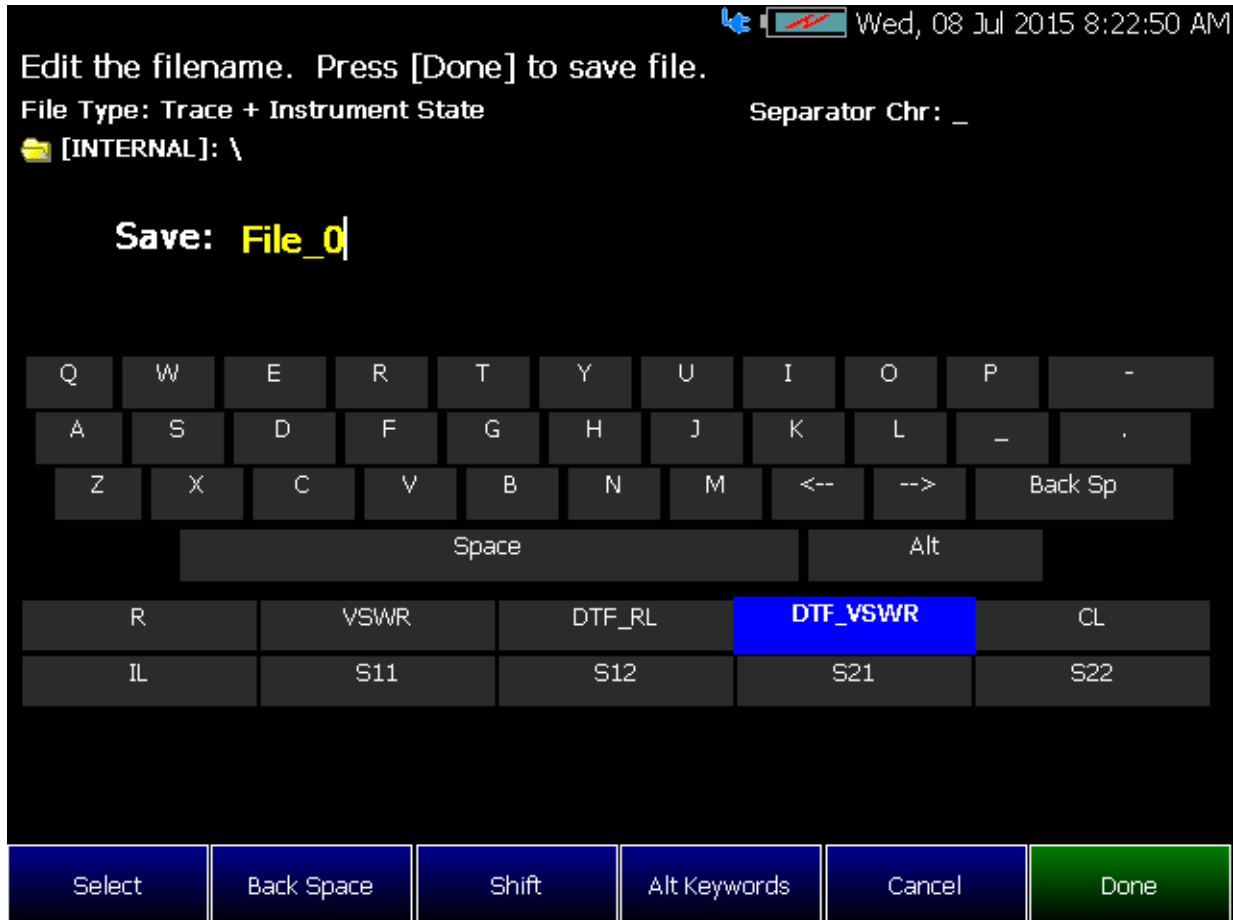 Wed, 08 Jul 2015 8:22:50 AM
Edit the filename. Press [Done] to save file.
File Type: Trace + Instrument State Separator Chr: _
[INTERNAL]: \
Save: File_0
Q W E R T Y U I O P -
A S D F G H J K L _ .
Z X C V B N M <-- --> Back Sp
Space Alt
R VSWR DTF_RL DTF_VSWR CL
IL S11 S12 S21 S22
Select Back Space Shift Alt Keywords Cancel Done